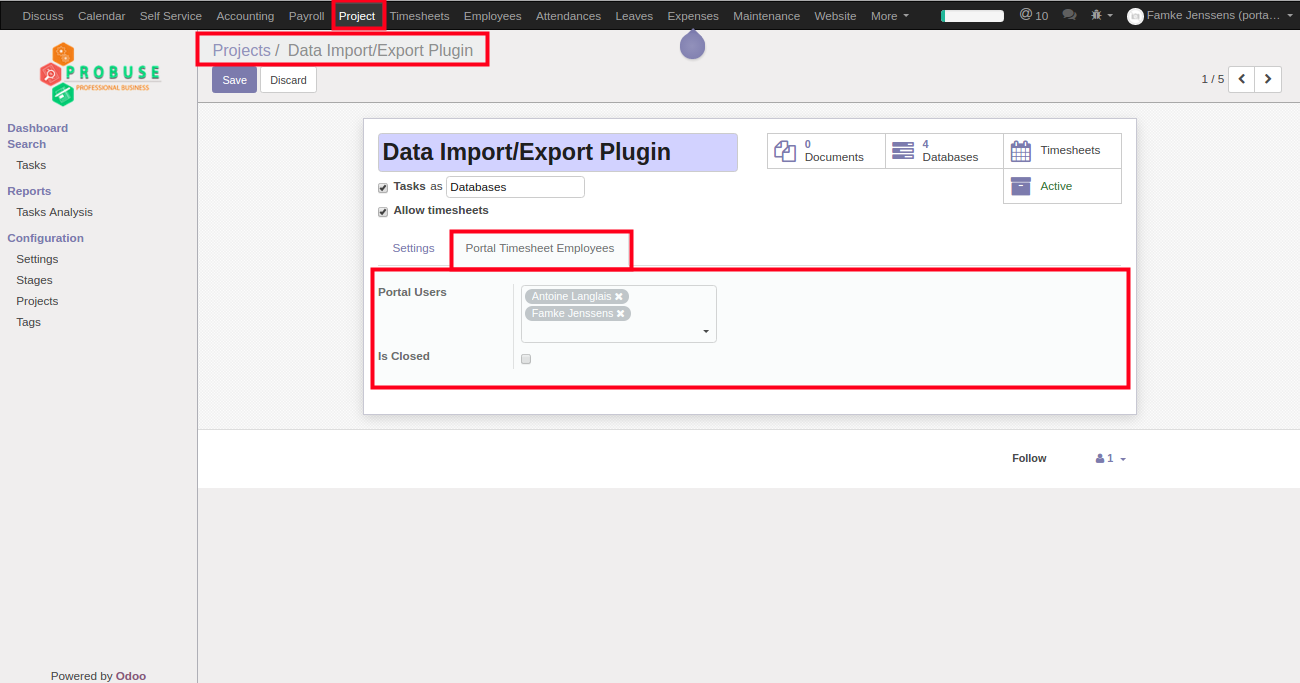 Discuss Calendar Self Service Accounting Payroll Project Timesheets Employees Attendances Leaves Expenses Maintenance Website More @ 10 Famke Jenssens (porta...
PROBUSE
PROFESSIONAL BUSINESS
Projects / Data Import/Export Plugin
Save Discard
1 / 5
Dashboard
Search
Tasks
Reports
Tasks Analysis
Configuration
Settings
Stages
Projects
Tags
Powered by Odoo
Data Import/Export Plugin
0 Documents
4 Databases
Timesheets
Active
Tasks as Databases
Allow timesheets
Settings Portal Timesheet Employees
Portal Users
Antoine Langlais ✖
Famke Jenssens ✖
Is Closed
Follow 1